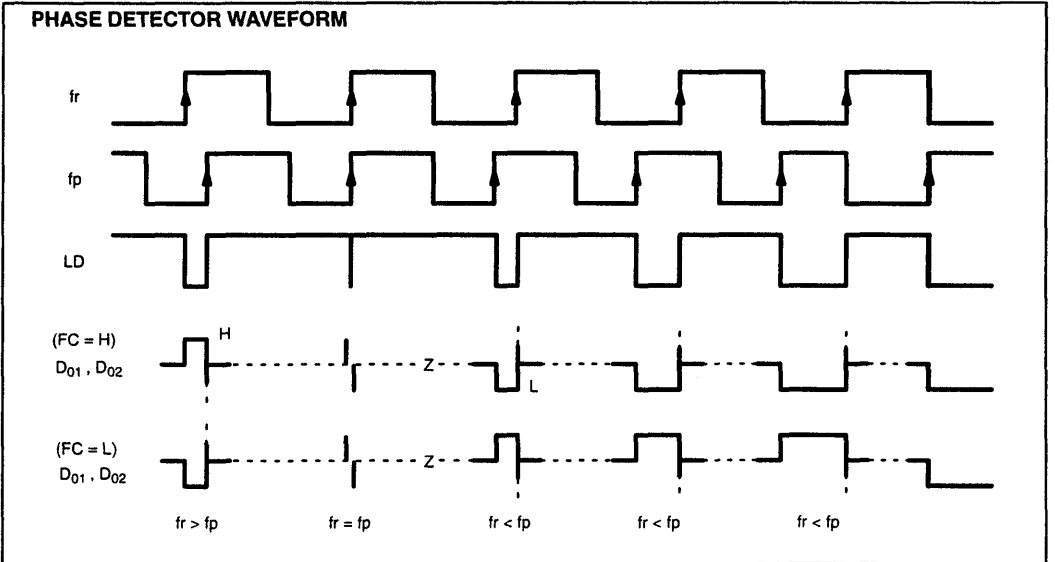 PHASE DETECTOR WAVEFORM
fr
fp
LD
(FC = H)
D01 , D02
H
Z
L
(FC = L)
D01 , D02
Z
fr > fp
fr = fp
fr < fp
fr < fp
fr < fp